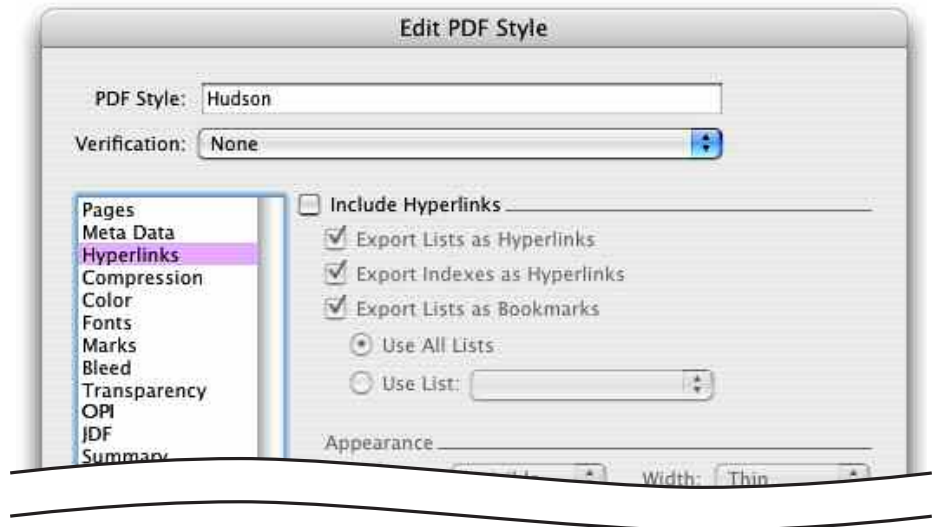 Edit PDF Style
PDF Style: Hudson
Verification: None
Pages
Meta Data
Hyperlinks
Compression
Color
Fonts
Marks
Bleed
Transparency
OPI
JDF
Summary
Include Hyperlinks
Export Lists as Hyperlinks
Export Indexes as Hyperlinks
Export Lists as Bookmarks
Use All Lists
Use List:
Appearance
Width: Thin